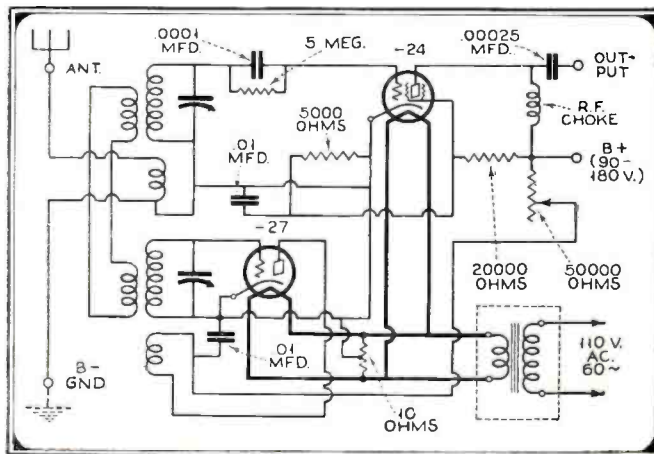 .0001
MFD.
5 MEG.
-24
.00025
MFD.
OUT-
PUT
ANT.
R.F.
CHOKE
5000
OHMS
.01
MFD.
B+
(90-
180 V.)
-27
20000
OHMS
50000
OHMS
.01
MFD.
10
OHMS
110 V.
AC.
60~
B-
GND